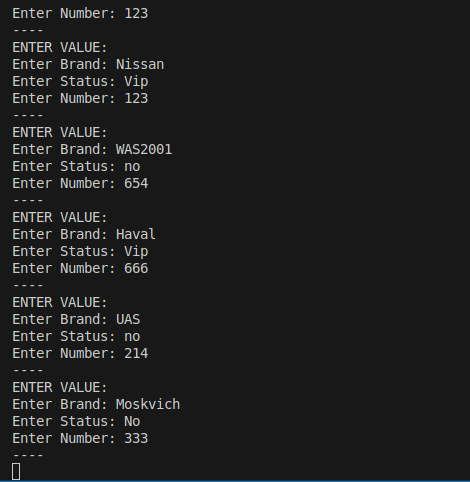 Enter Number: 123
----
ENTER VALUE:
Enter Brand: Nissan
Enter Status: Vip
Enter Number: 123
----
ENTER VALUE:
Enter Brand: WAS2001
Enter Status: no
Enter Number: 654
----
ENTER VALUE:
Enter Brand: Haval
Enter Status: Vip
Enter Number: 666
----
ENTER VALUE:
Enter Brand: UAS
Enter Status: no
Enter Number: 214
----
ENTER VALUE:
Enter Brand: Moskvich
Enter Status: No
Enter Number: 333
----